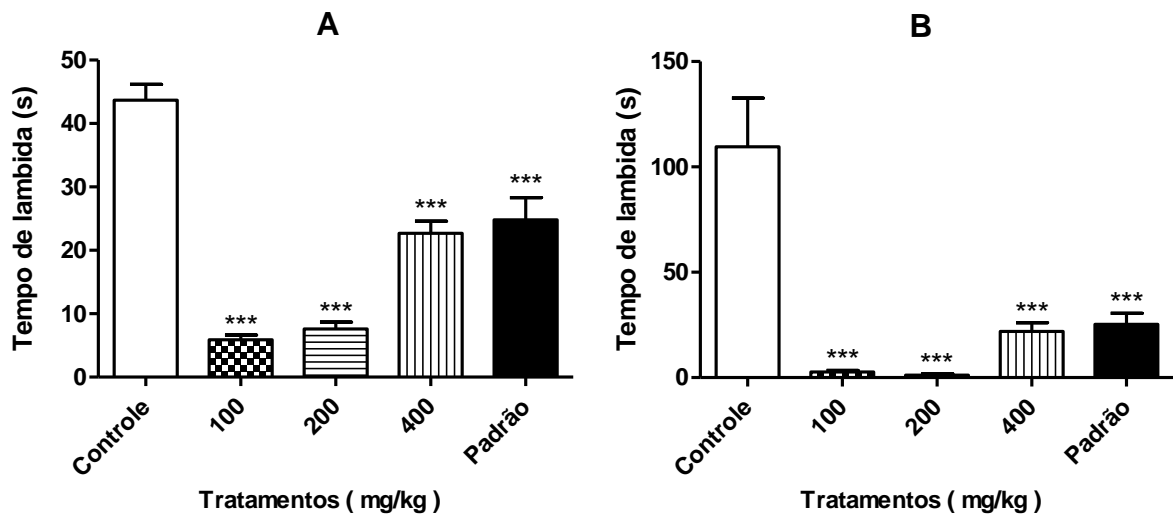 A
Tempo de lambida (s)
50
40
30
20
10
0
***
***
***
***
Controle
100
200
400
Padrão
Tratamentos ( mg/kg )
B
Tempo de lambida (s)
150
100
50
0
***
***
***
***
Controle
100
200
400
Padrão
Tratamentos ( mg/kg )